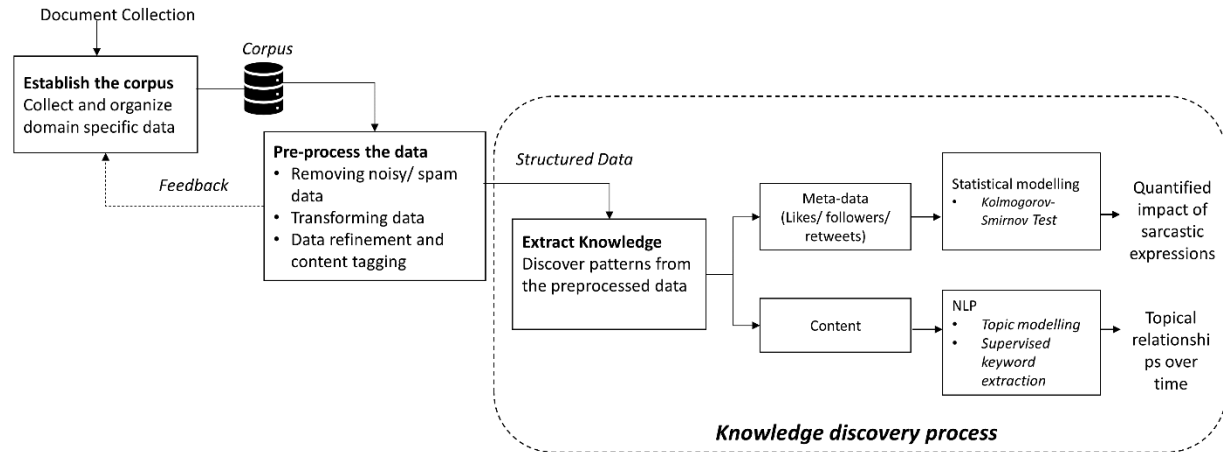 Document Collection
Establish the corpus
Collect and organize
domain specific data
Corpus
Feedback
Pre-process the data
• Removing noisy/ spam
data
• Transforming data
• Data refinement and
content tagging
Structured Data
Extract Knowledge
Discover patterns from
the preprocessed data
Meta-data
(Likes/ followers/
retweets)
Statistical modelling
• Kolmogorov-
Smirnov Test
Quantified
impact of
sarcastic
expressions
Content
NLP
• Topic modelling
• Supervised
keyword
extraction
Topical
relationshi
ps over
time
Knowledge discovery process